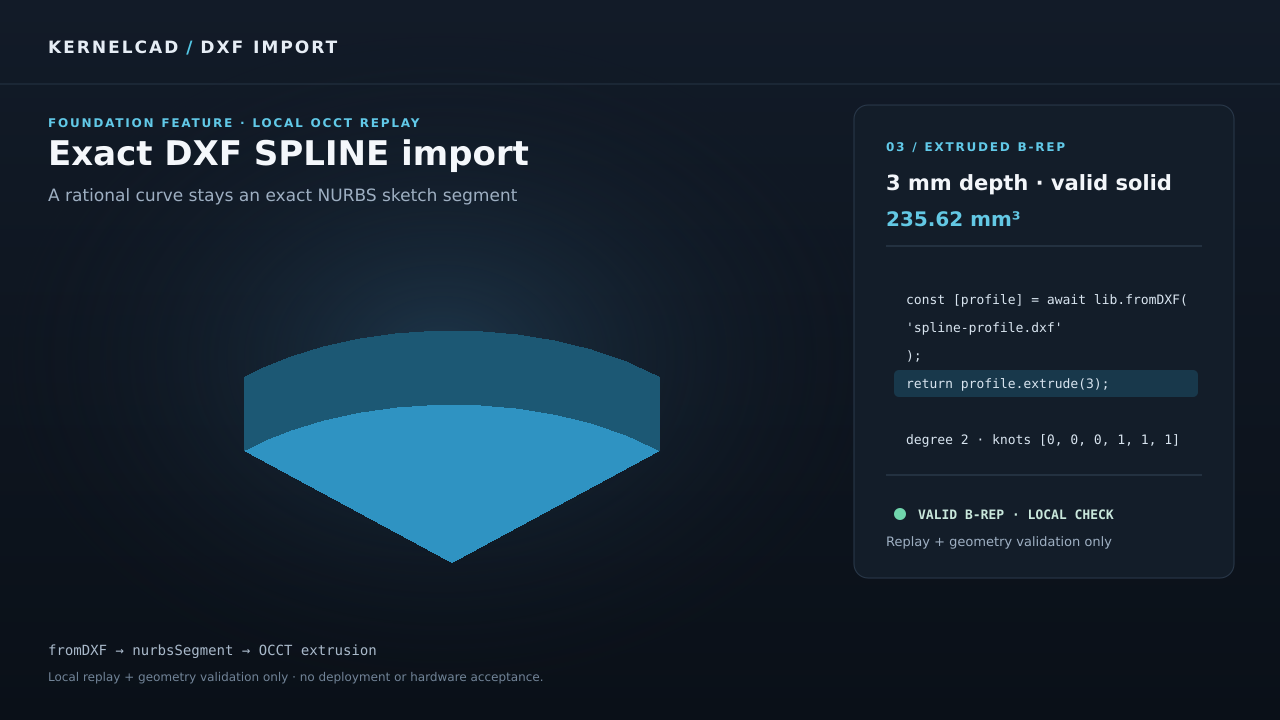 KERNELCAD / DXF IMPORT
FOUNDATION FEATURE · LOCAL OCCT REPLAY
Exact DXF SPLINE import
A rational curve stays an exact NURBS sketch segment
03 / EXTRUDED B-REP
3 mm depth · valid solid
235.62 mm³
const [profile] = await lib.fromDXF(
'spline-profile.dxf'
);
return profile.extrude(3);
degree 2 · knots [0, 0, 0, 1, 1, 1]
VALID B-REP · LOCAL CHECK
Replay + geometry validation only
fromDXF → nurbsSegment → OCCT extrusion
Local replay + geometry validation only · no deployment or hardware acceptance.